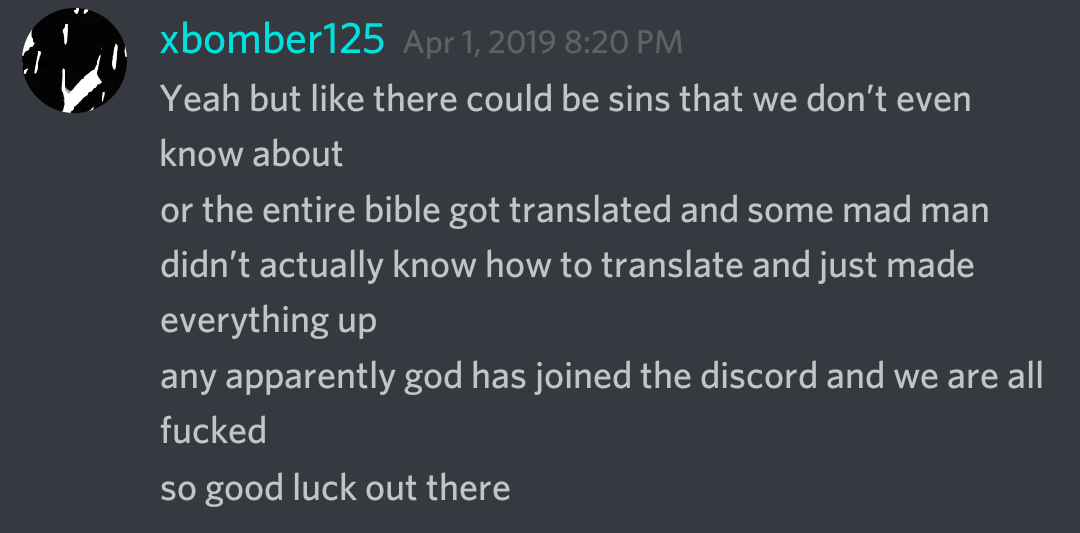 xbomber125 Apr 1, 2019 8:20 PM
Yeah but like there could be sins that we don't even
know about
or the entire bible got translated and some mad man
didn't actually know how to translate and just made
everything up
any apparently god has joined the discord and we are all
fucked
so good luck out there